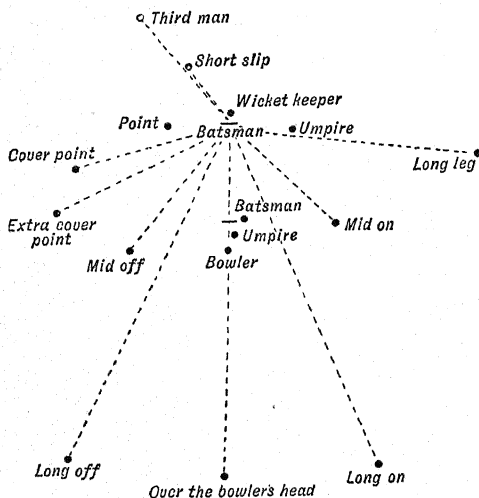 Third man
Short slip
Wicket keeper
Point
Batsman
Umpire
Cover point
Long leg
Extra cover
point
Batsman
Mid on
Umpire
Mid off
Bowler
Long off
Long on
Over the bowler's head